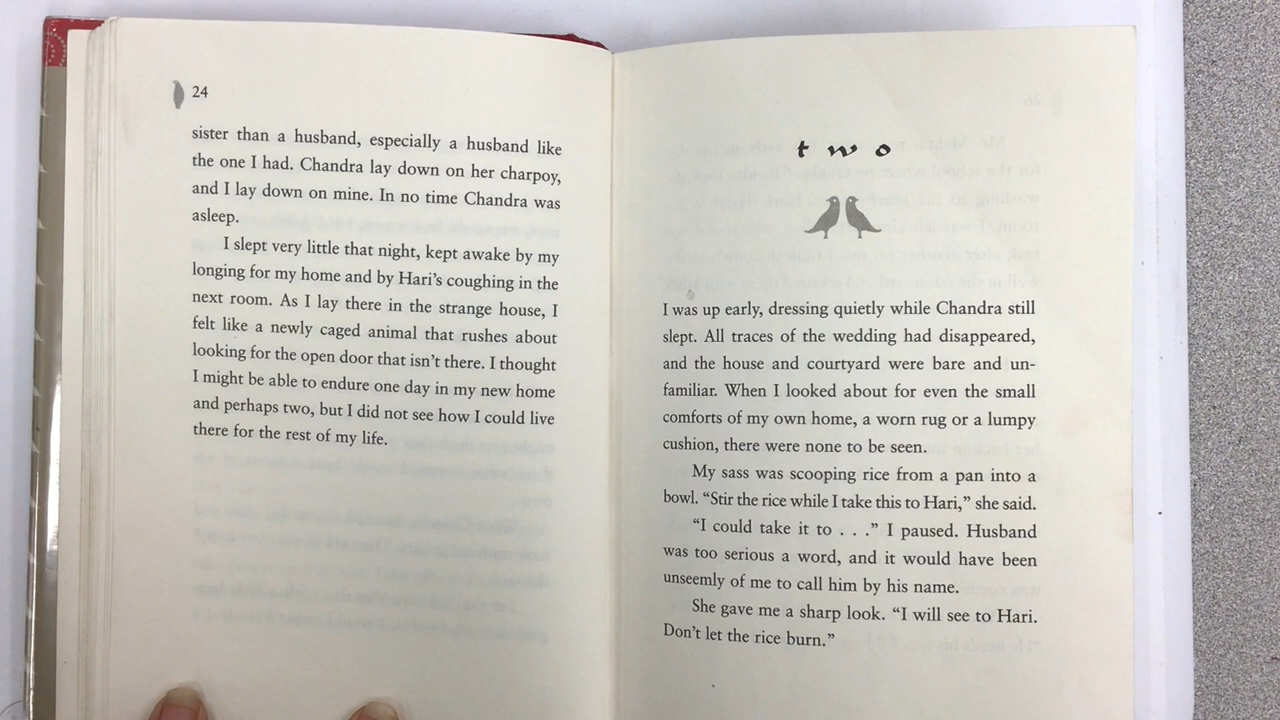 24
sister than a husband, especially a husband like
the one I had. Chandra lay down on her charpoy,
and I lay down on mine. In no time Chandra was
asleep.
I slept very little that night, kept awake by my
longing for my home and by Hari's coughing in the
next room. As I lay there in the strange house, I
felt like a newly caged animal that rushes about
looking for the open door that isn't there. I thought
I might be able to endure one day in my new home
and perhaps two, but I did not see how I could live
there for the rest of my life.
two
I was up early, dressing quietly while Chandra still
slept. All traces of the wedding had disappeared,
and the house and courtyard were bare and un-
familiar. When I looked about for even the small
comforts of my own home, a worn rug or a lumpy
cushion, there were none to be seen.
My sass was scooping rice from a pan into a
bowl. “Stir the rice while I take this to Hari,” she said.
“I could take it to . . .” I paused. Husband
was too serious a word, and it would have been
unseemly of me to call him by his name.
She gave me a sharp look. “I will see to Hari.
Don't let the rice burn.”